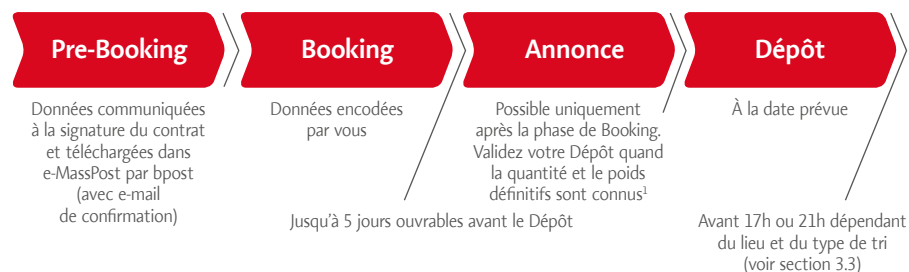 Pre-Booking
Données communiquées
à la signature du contrat
et téléchargées dans
e-MassPost par bpost
(avec e-mail
de confirmation)
Booking
Données encodées
par vous
Jusqu'à 5 jours ouvrables avant le Dépôt
Annonce
Possible uniquement
après la phase de Booking.
Validez votre Dépôt quand
la quantité et le poids
définitifs sont connus¹
Dépôt
À la date prévue
Avant 17h ou 21h dépendant
du lieu et du type de tri
(voir section 3.3)